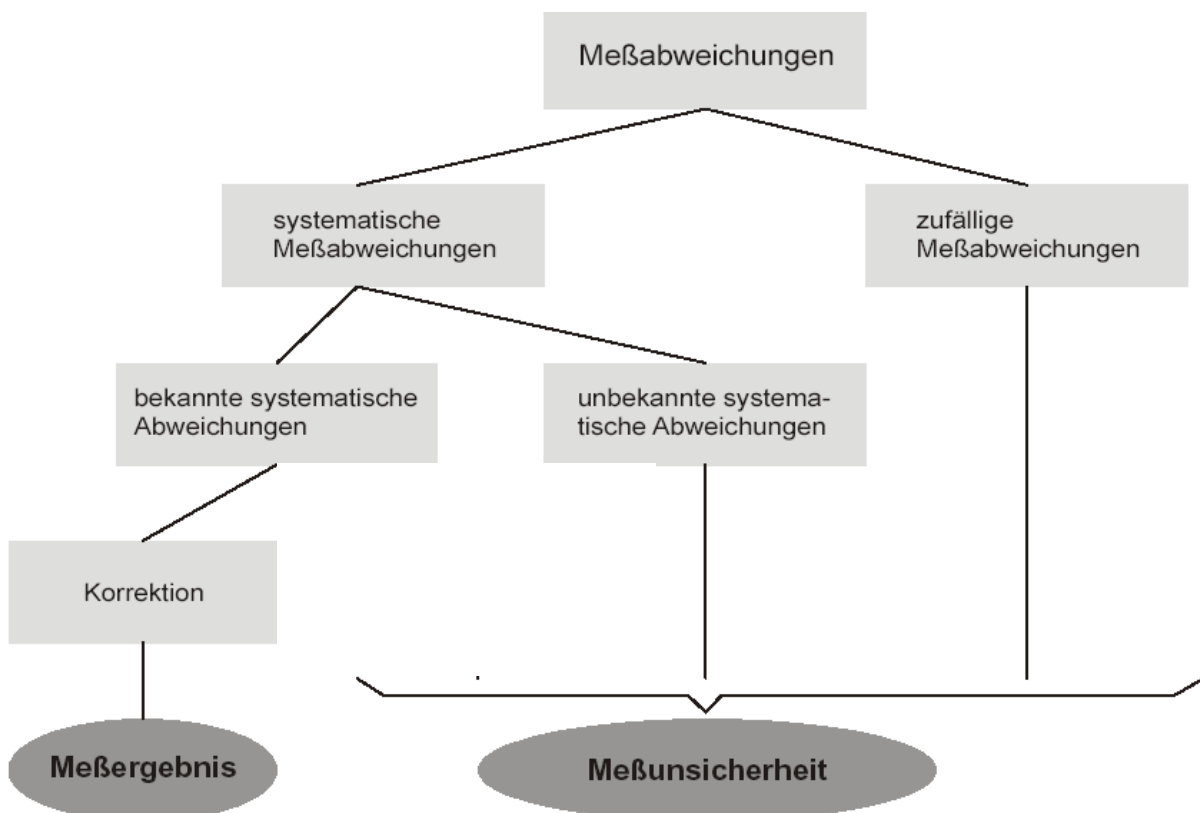 Meßabweichungen
systematische
Meßabweichungen
zufällige
Meßabweichungen
bekannte systematische
Abweichungen
unbekannte systema-
tische Abweichungen
Korrektion
Meßergebnis
Meßunsicherheit